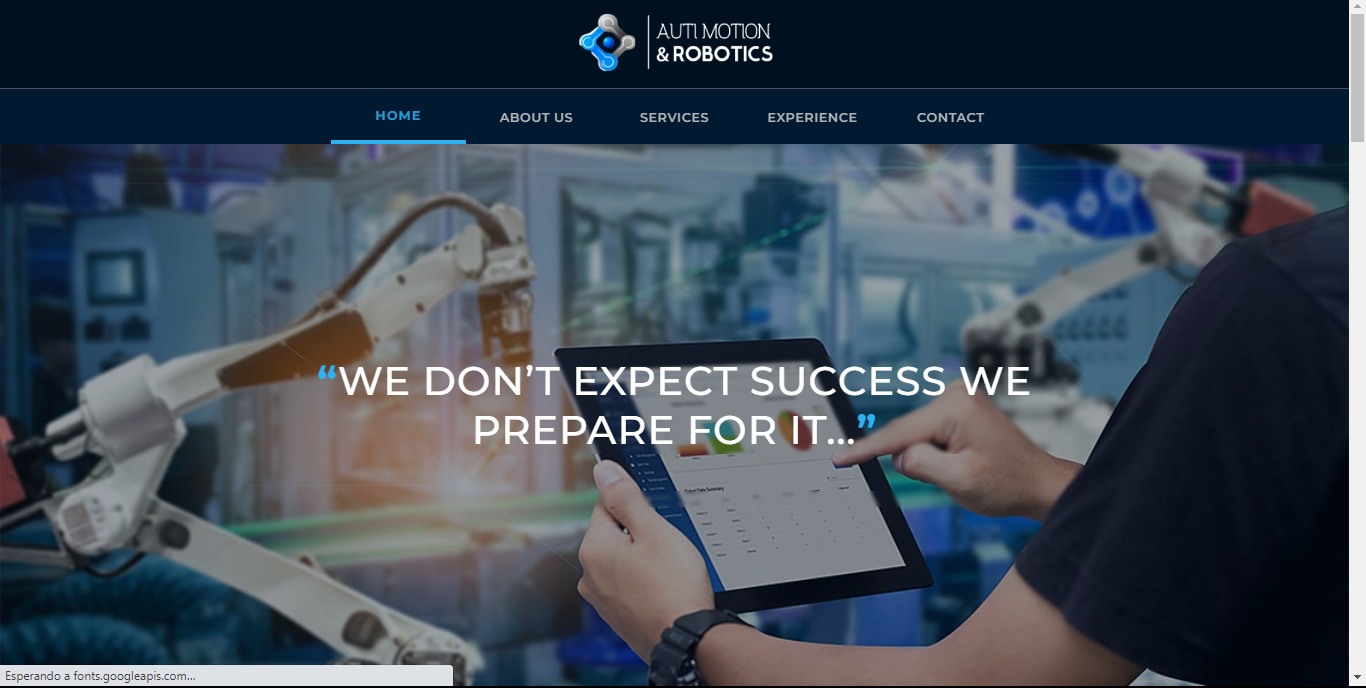 AUTI MOTION
& ROBOTICS
HOME ABOUT US SERVICES EXPERIENCE CONTACT
“WE DON’T EXPECT SUCCESS WE
PREPARE FOR IT...”
Esperando a fonts.googleapis.com...